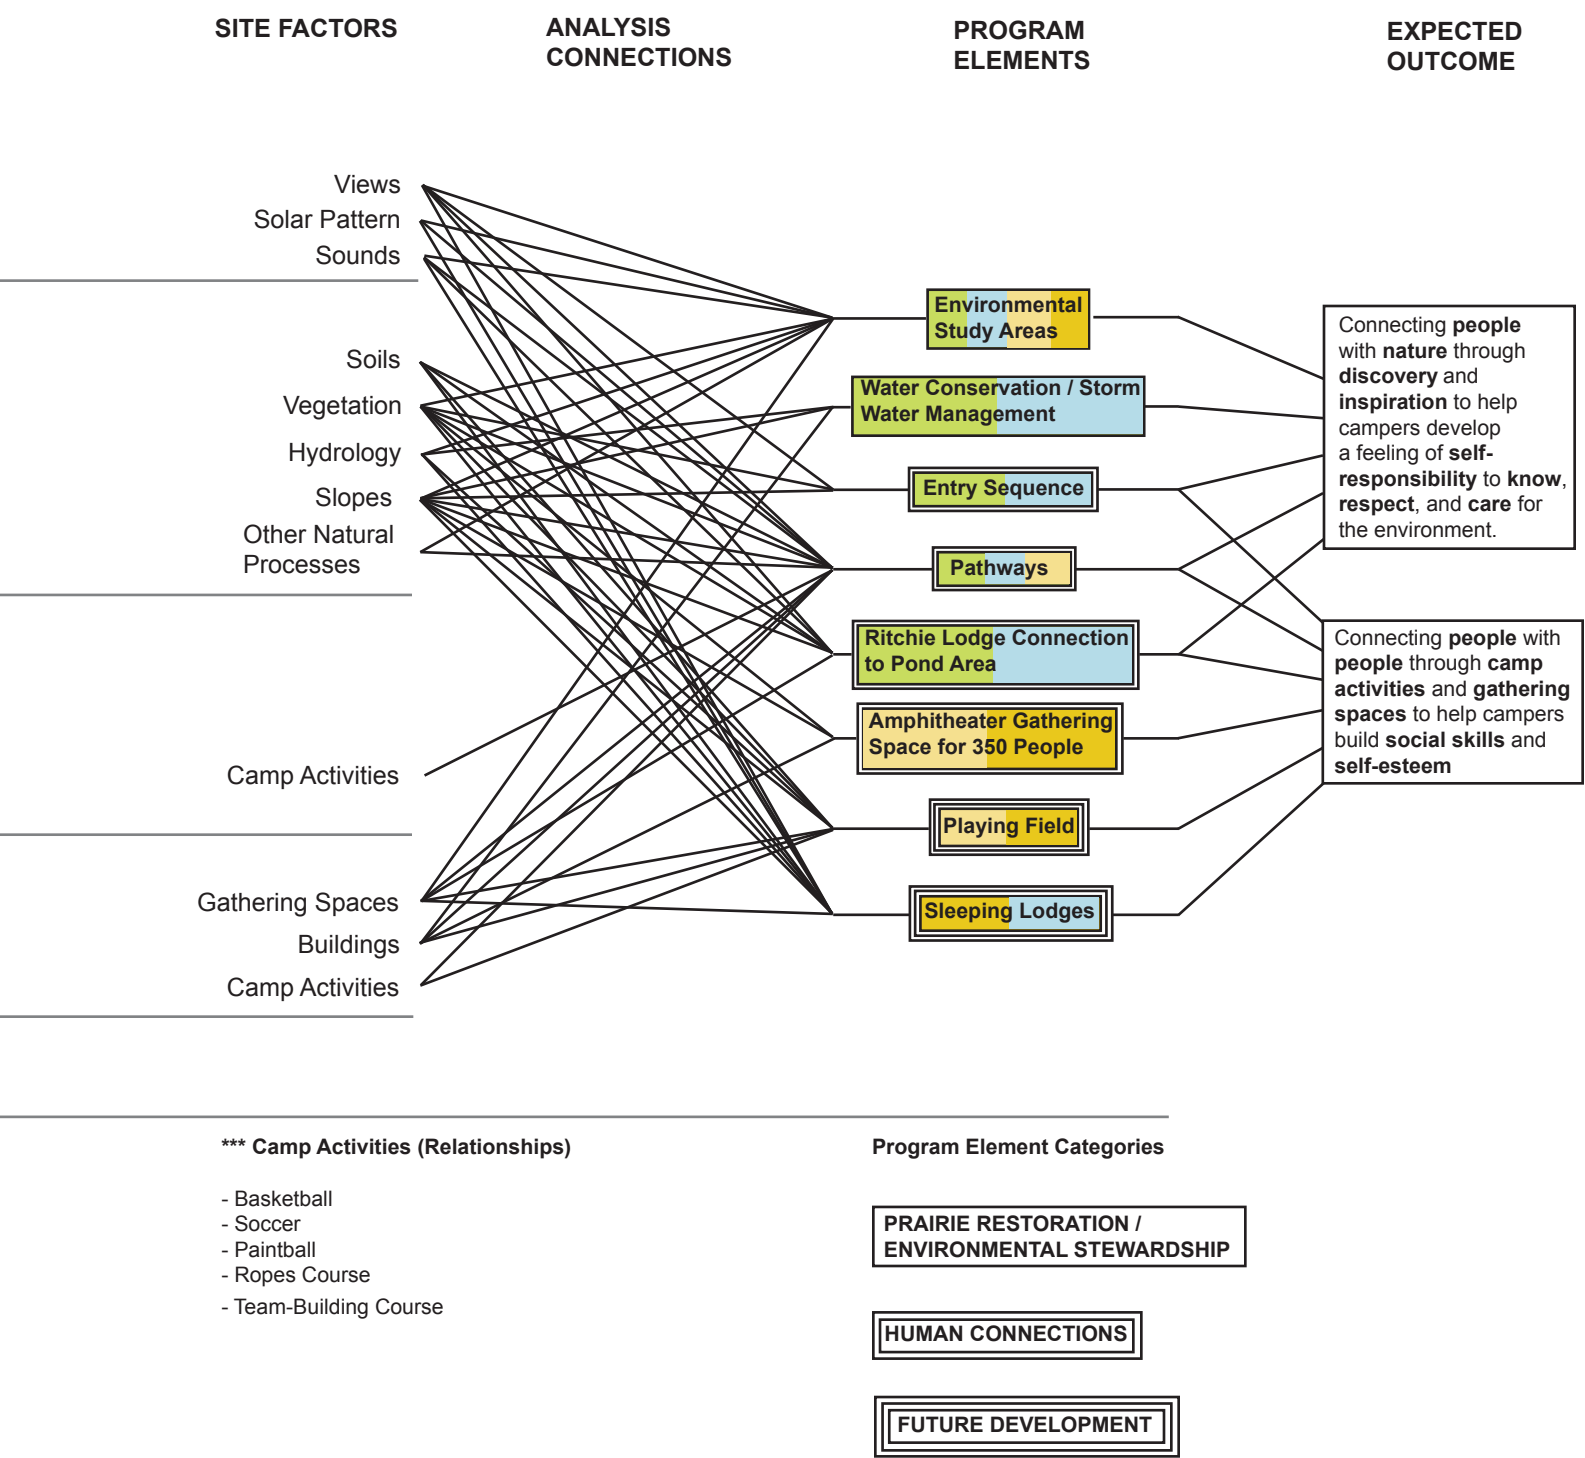 SITE FACTORS
ANALYSIS
CONNECTIONS
PROGRAM
ELEMENTS
EXPECTED
OUTCOME
Views
Solar Pattern
Sounds
Soils
Vegetation
Hydrology
Slopes
Other Natural
Processes
Camp Activities
Gathering Spaces
Buildings
Camp Activities
Environmental
Study Areas
Water Conservation / Storm
Water Management
Entry Sequence
Pathways
Ritchie Lodge Connection
to Pond Area
Amphitheater Gathering
Space for 350 People
Playing Field
Sleeping Lodges
Connecting people
with nature through
discovery and
inspiration to help
campers develop
a feeling of self-
responsibility to know,
respect, and care for
the environment.
Connecting people with
people through camp
activities and gathering
spaces to help campers
build social skills and
self-esteem
*** Camp Activities (Relationships)
- Basketball
- Soccer
- Paintball
- Ropes Course
- Team-Building Course
Program Element Categories
PRAIRIE RESTORATION /
ENVIRONMENTAL STEWARDSHIP
HUMAN CONNECTIONS
FUTURE DEVELOPMENT